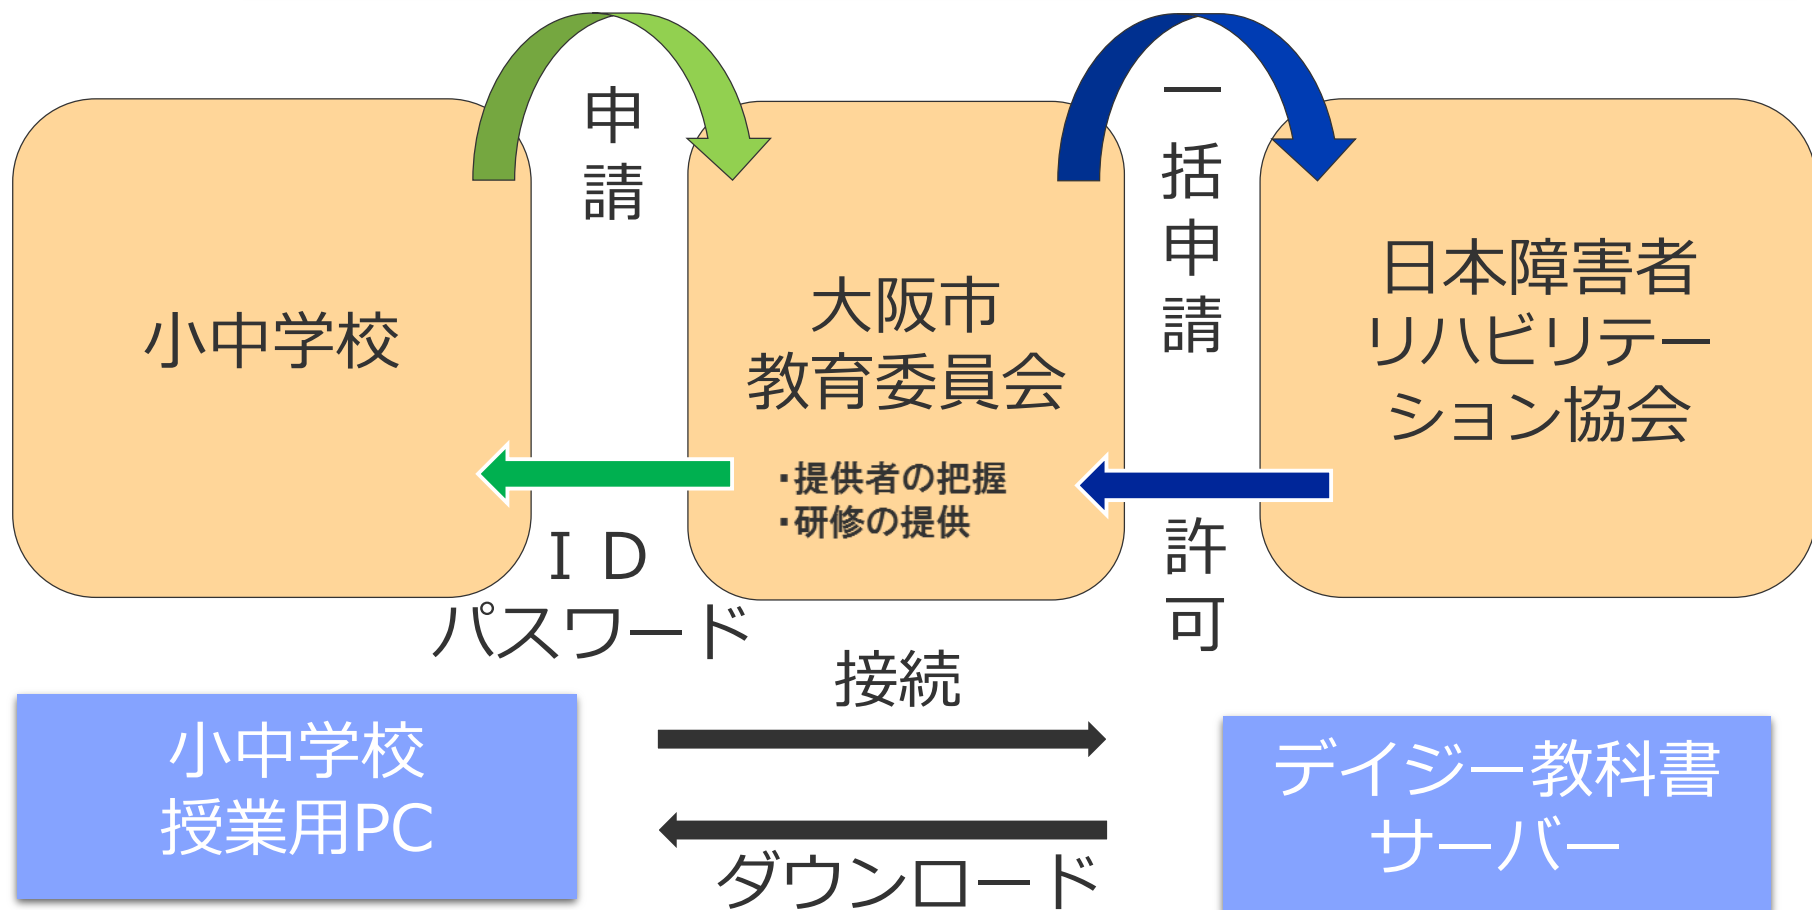 申請
一括申請
小中学校
大阪市
教育委員会
・提供者の把握
・研修の提供
日本障害者
リハビリテー
ション協会
ＩＤ
パスワード
許可
接続
小中学校
授業用PC
デイジー教科書
サーバー
ダウンロード